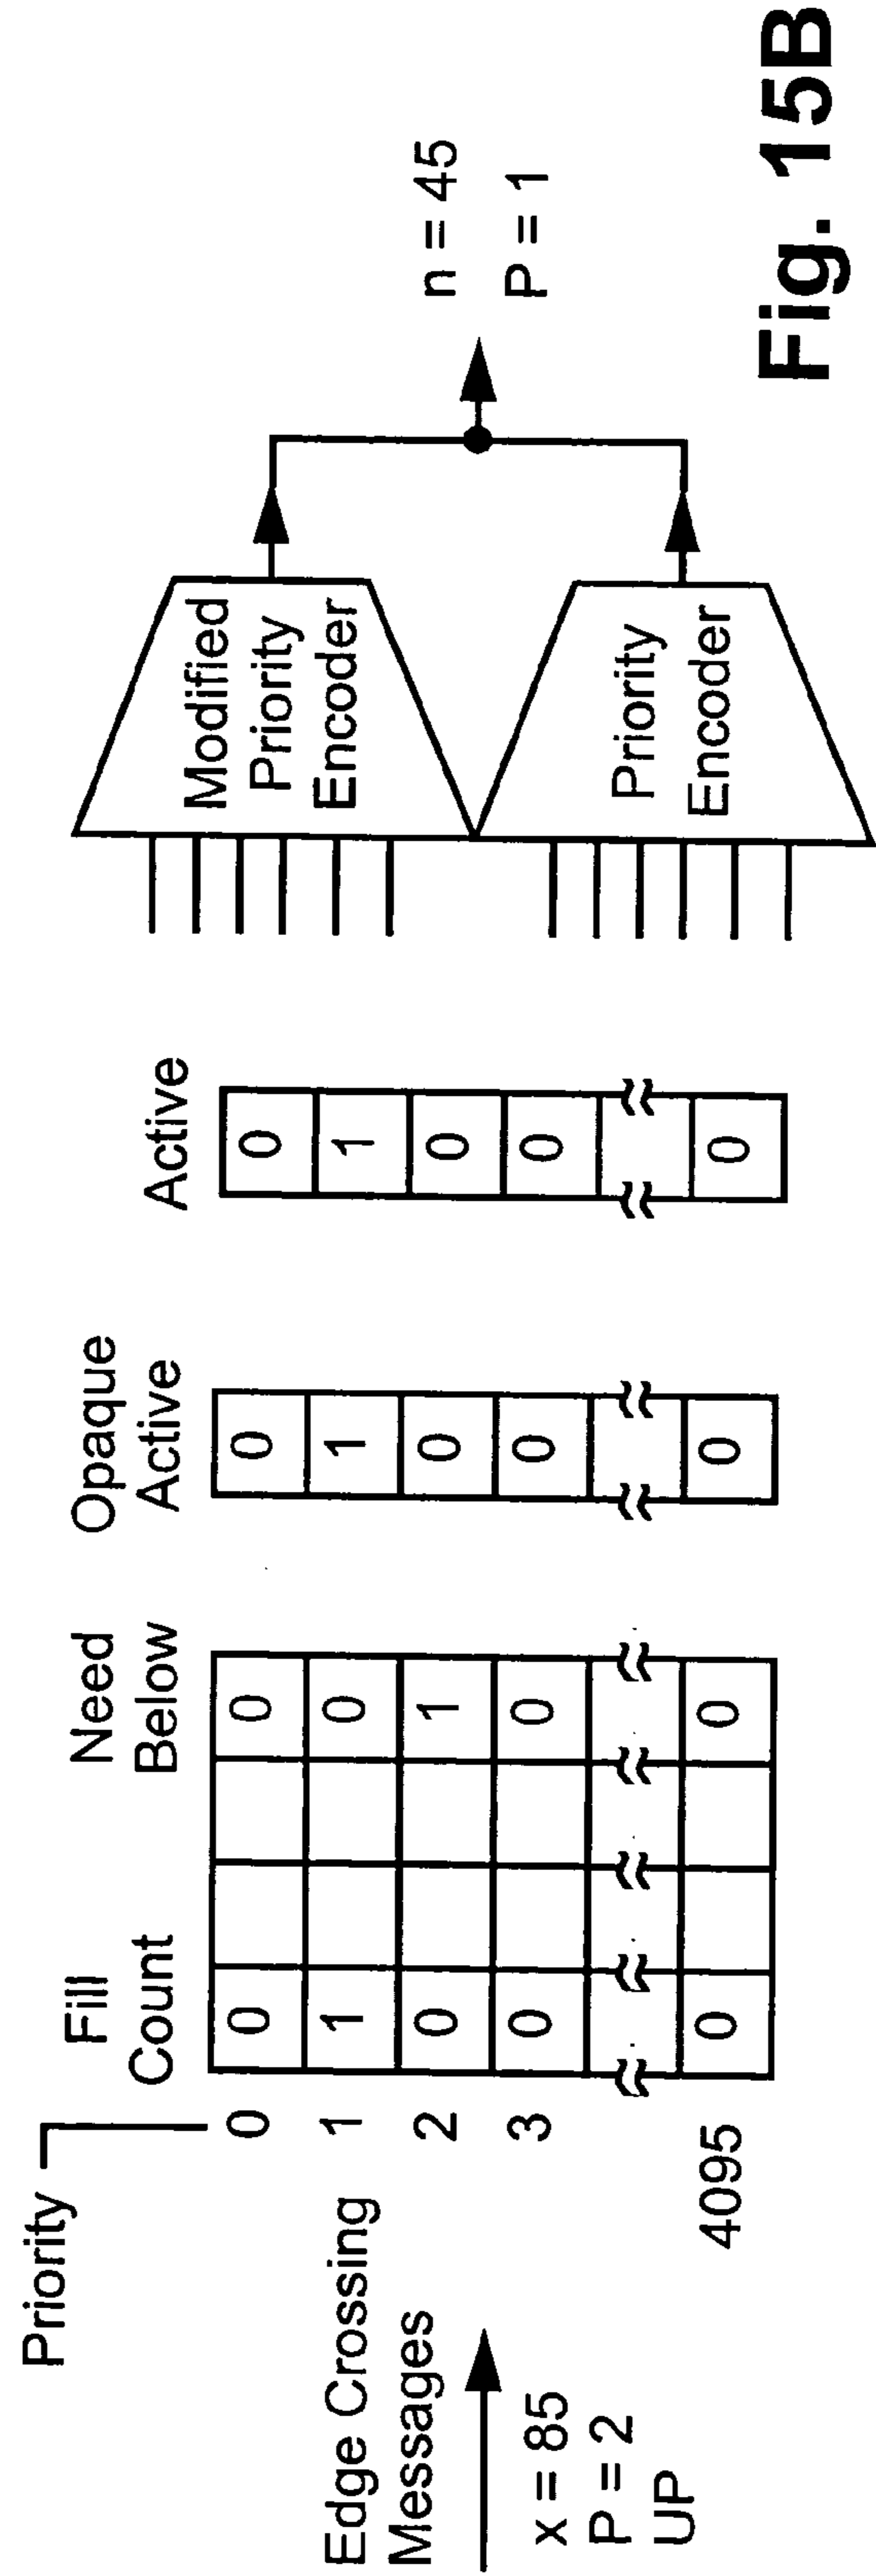 Priority
Edge Crossing
Messages
x = 85
P = 2
UP
0
1
2
3
4095
Fill
Count
0
1
0
0
0
Need
Below
0
0
1
0
0
Opaque
Active
0
1
0
0
0
Active
0
1
0
0
0
Modified
Priority
Encoder
Priority
Encoder
n = 45
P = 1
Fig. 15B